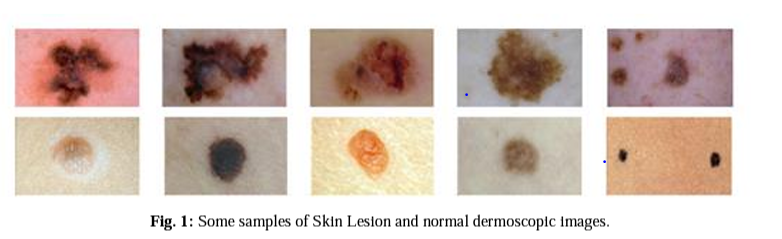 Fig. 1: Some samples of Skin Lesion and normal dermoscopic images.